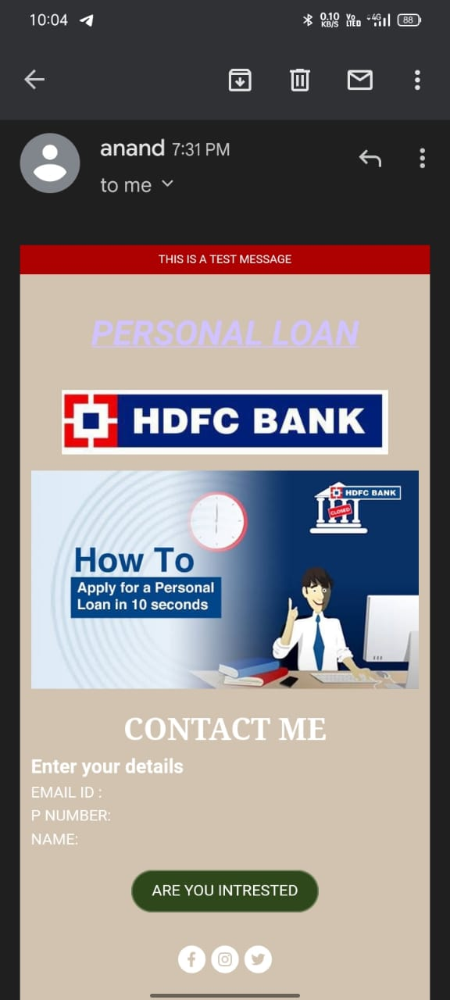 10:04
0.10
KB/S
Vo
LTED
4G
88
anand 7:31 PM
to me
THIS IS A TEST MESSAGE
PERSONAL LOAN
HDFC BANK
HDFC BANK
CLOSED
How To
Apply for a Personal
Loan in 10 seconds
CONTACT ME
Enter your details
EMAIL ID :
P NUMBER:
NAME:
ARE YOU INTRESTED